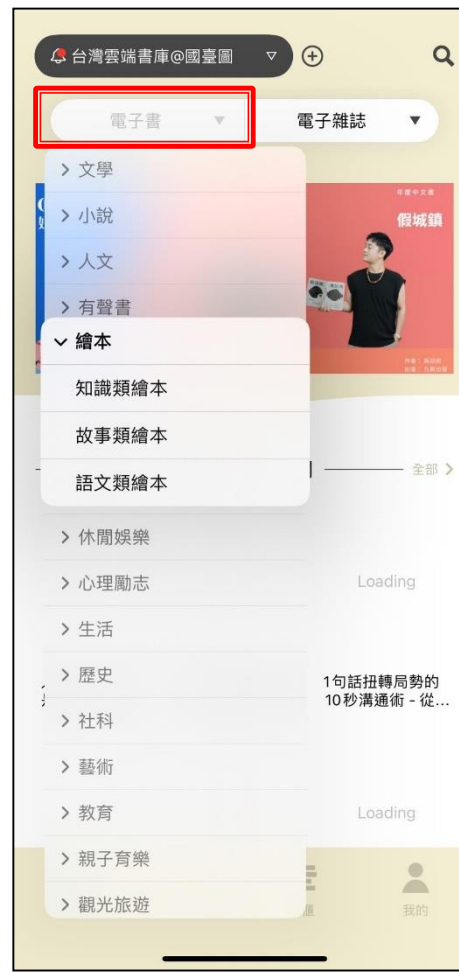 台灣雲端書庫@國臺圖
電子書
電子雜誌
文學
小說
人文
有聲書
繪本
知識類繪本
故事類繪本
語文類繪本
休閒娛樂
心理勵志
生活
歷史
社科
藝術
教育
親子育樂
觀光旅遊
年度中文書
假城鎮
全部
Loading
1句話扭轉局勢的
10秒溝通術 - 從...
Loading
我的